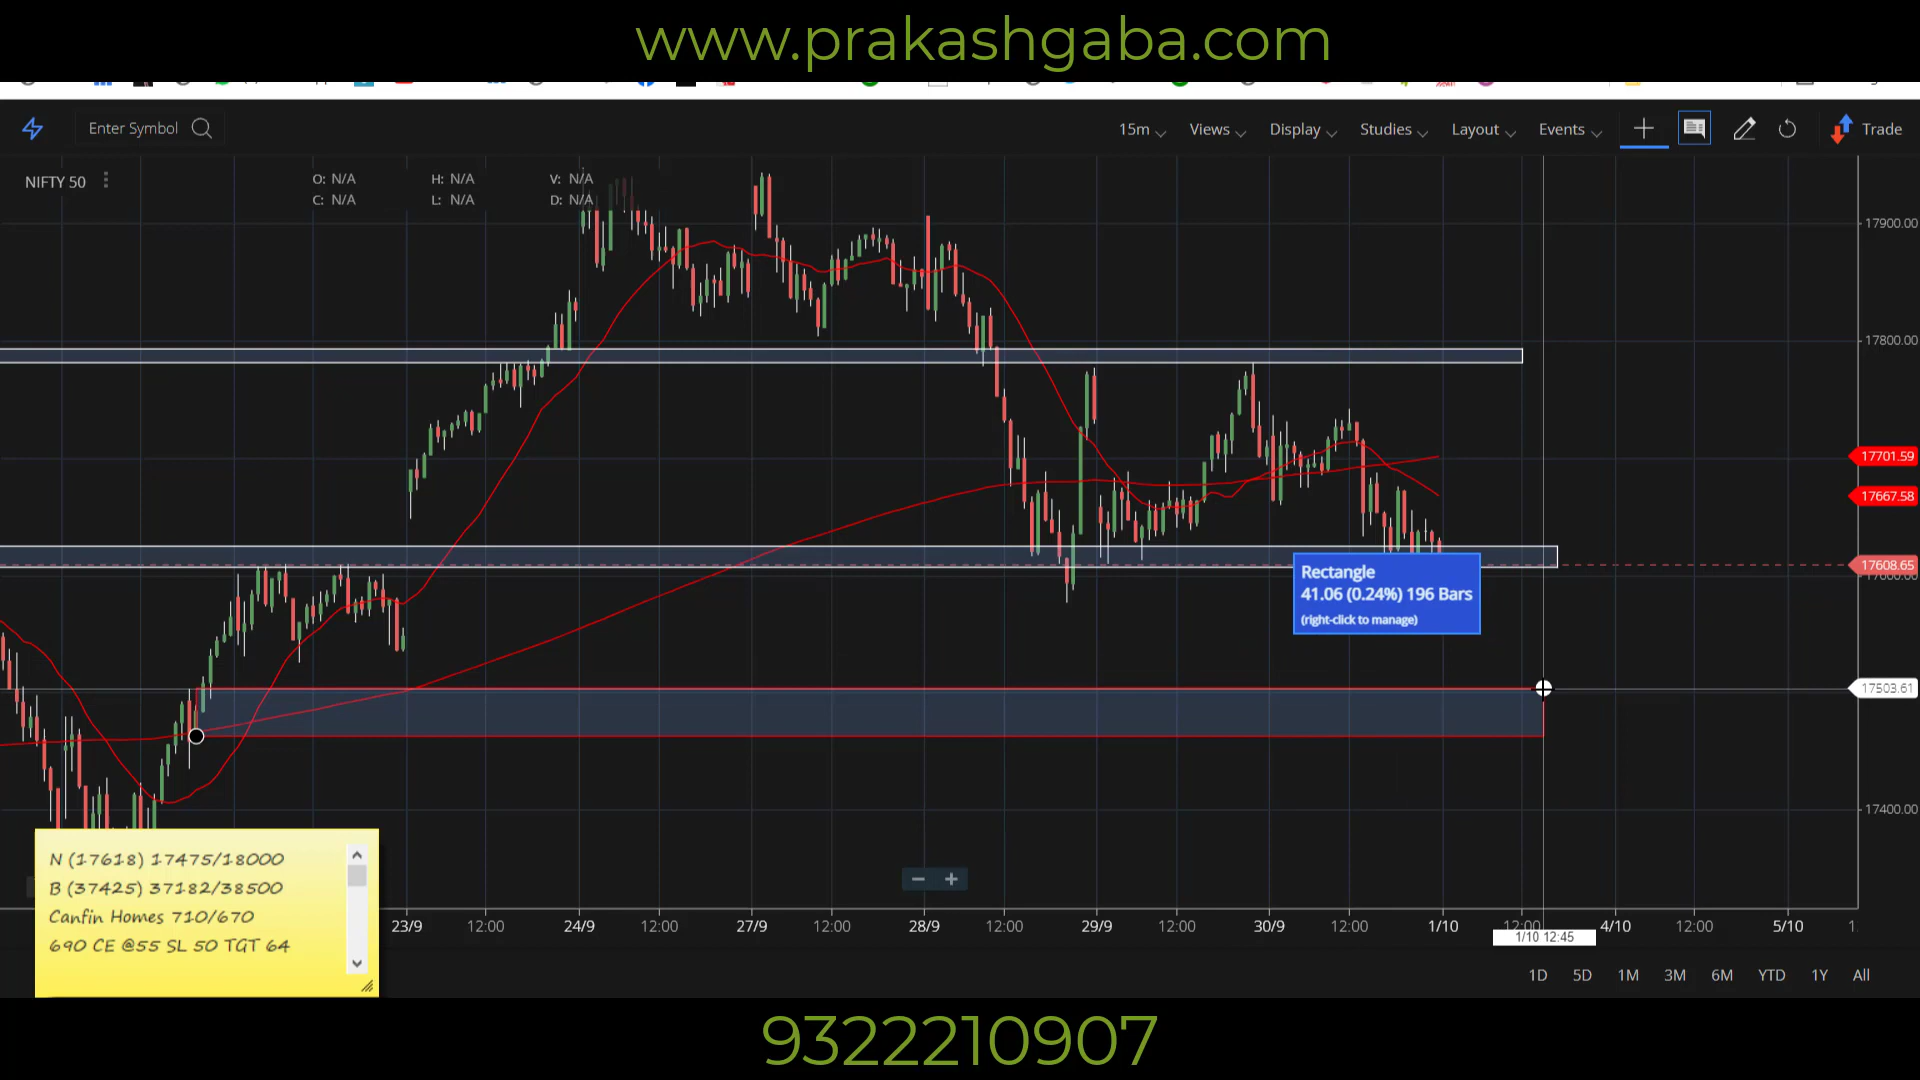 www.prakashgaba.com
Enter Symbol
15m Views Display Studies Layout Events Trade
NIFTY 50
O: N/A H: N/A V: N/A
C: N/A L: N/A D: N/A
17900.00
17800.00
17701.59
17667.58
17608.65
Rectangle
41.06 (0.24%) 196 Bars
(right-click to manage)
17503.61
17400.00
N (17618) 17475/18000
B (37425) 37182/38500
Canfin Homes 710/670
690 CE @55 SL 50 TGT 64
23/9 12:00 24/9 12:00 27/9 12:00 28/9 12:00 29/9 12:00 30/9 12:00 1/10 12:00 4/10 12:00 5/10
1/10 12:45
1D 5D 1M 3M 6M YTD 1Y All
9322210907